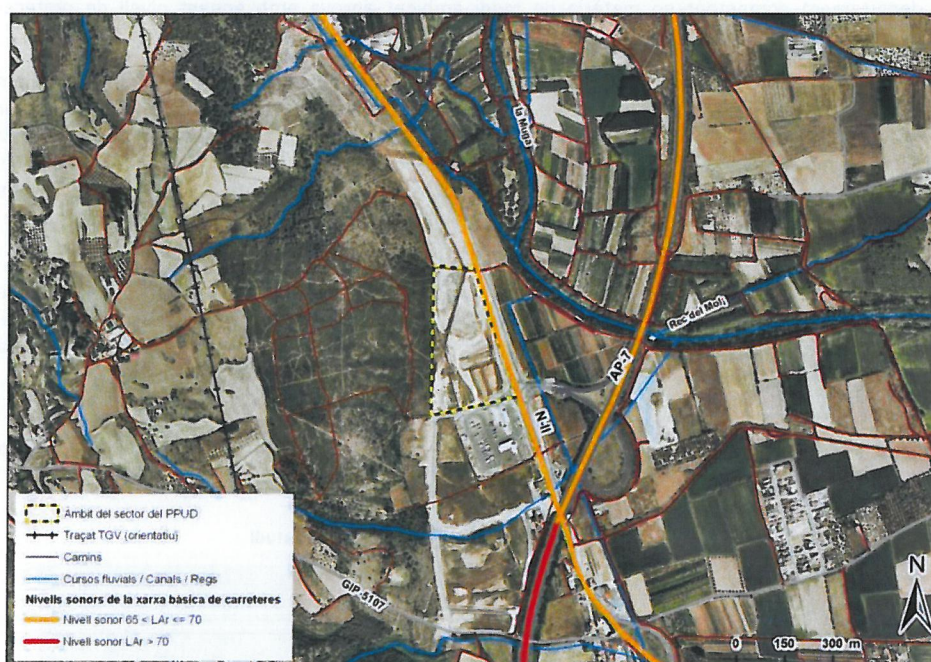 la Muga
Rec del Molí
AP-7
N-II
Àmbit del sector del PPUD
Traçat TGV (orientatiu)
Camins
Cursos fluvials / Canals / Regs
Nivells sonors de la xarxa bàsica de carreteres
Nivell sonor 65 < LAr <= 70
Nivell sonor LAr > 70
GIP-5107
N
0 150 300 m